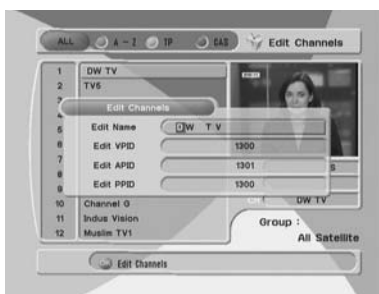 ALL A ~ Z TP CAS Edit Channels
1 DW TV
2 TV5
3
Edit Channels
5
Edit Name DW TV
6
Edit VPID 1300
7
Edit APID 1301
8
Edit PPID 1300
9
10 Channel G
CH DW TV
11 Indus Vision
Group :
12 Muslim TV1
All Satellite
Edit Channels